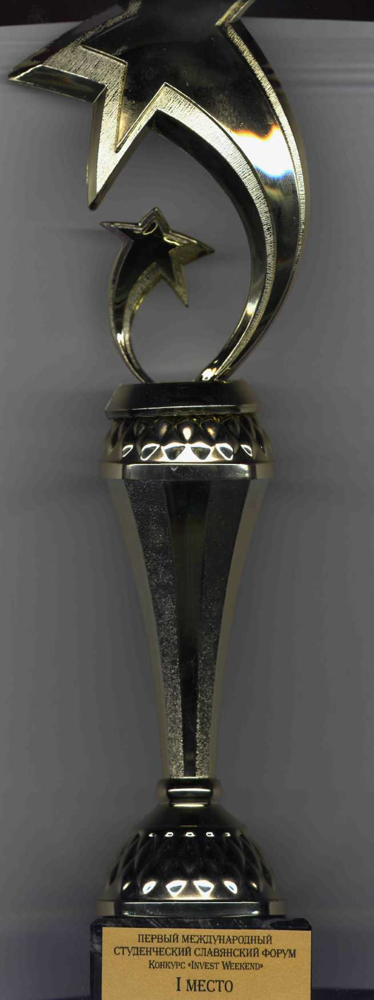 ПЕРВЫЙ МЕЖДУНАРОДНЫЙ
СТУДЕНЧЕСКИЙ СЛАВЯНСКИЙ ФОРУМ
КОНКУРС «INVEST WEEKEND»
I МЕСТО